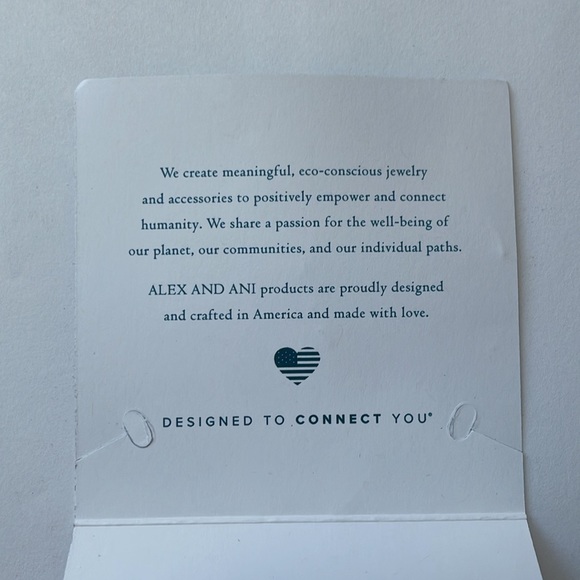 We create meaningful, eco-conscious jewelry
and accessories to positively empower and connect
humanity. We share a passion for the well-being of
our planet, our communities, and our individual paths.
ALEX AND ANI products are proudly designed
and crafted in America and made with love.
DESIGNED TO CONNECT YOU®